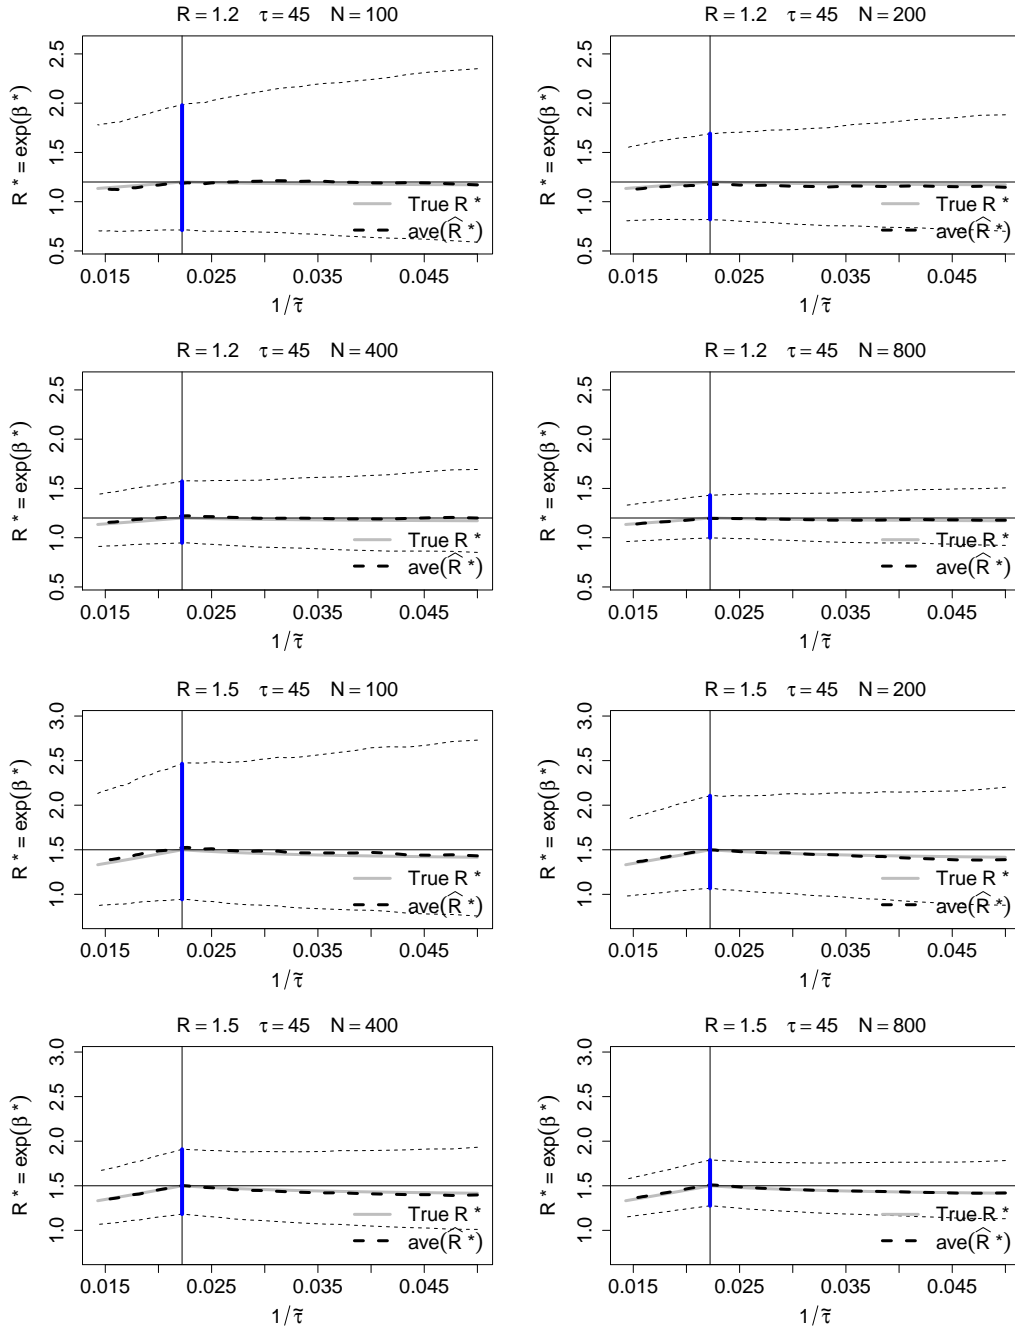 R = 1.2 τ = 45 N = 100
R * = exp(β *)
2.5
2.0
1.5
1.0
0.5
True R *
ave(R̂ *)
0.015 0.025 0.035 0.045
1/τ̃
R = 1.2 τ = 45 N = 200
R * = exp(β *)
2.5
2.0
1.5
1.0
0.5
True R *
ave(R̂ *)
0.015 0.025 0.035 0.045
1/τ̃
R = 1.2 τ = 45 N = 400
R * = exp(β *)
2.5
2.0
1.5
1.0
0.5
True R *
ave(R̂ *)
0.015 0.025 0.035 0.045
1/τ̃
R = 1.2 τ = 45 N = 800
R * = exp(β *)
2.5
2.0
1.5
1.0
0.5
True R *
ave(R̂ *)
0.015 0.025 0.035 0.045
1/τ̃
R = 1.5 τ = 45 N = 100
R * = exp(β *)
3.0
2.5
2.0
1.5
1.0
True R *
ave(R̂ *)
0.015 0.025 0.035 0.045
1/τ̃
R = 1.5 τ = 45 N = 200
R * = exp(β *)
3.0
2.5
2.0
1.5
1.0
True R *
ave(R̂ *)
0.015 0.025 0.035 0.045
1/τ̃
R = 1.5 τ = 45 N = 400
R * = exp(β *)
3.0
2.5
2.0
1.5
1.0
True R *
ave(R̂ *)
0.015 0.025 0.035 0.045
1/τ̃
R = 1.5 τ = 45 N = 800
R * = exp(β *)
3.0
2.5
2.0
1.5
1.0
True R *
ave(R̂ *)
0.015 0.025 0.035 0.045
1/τ̃